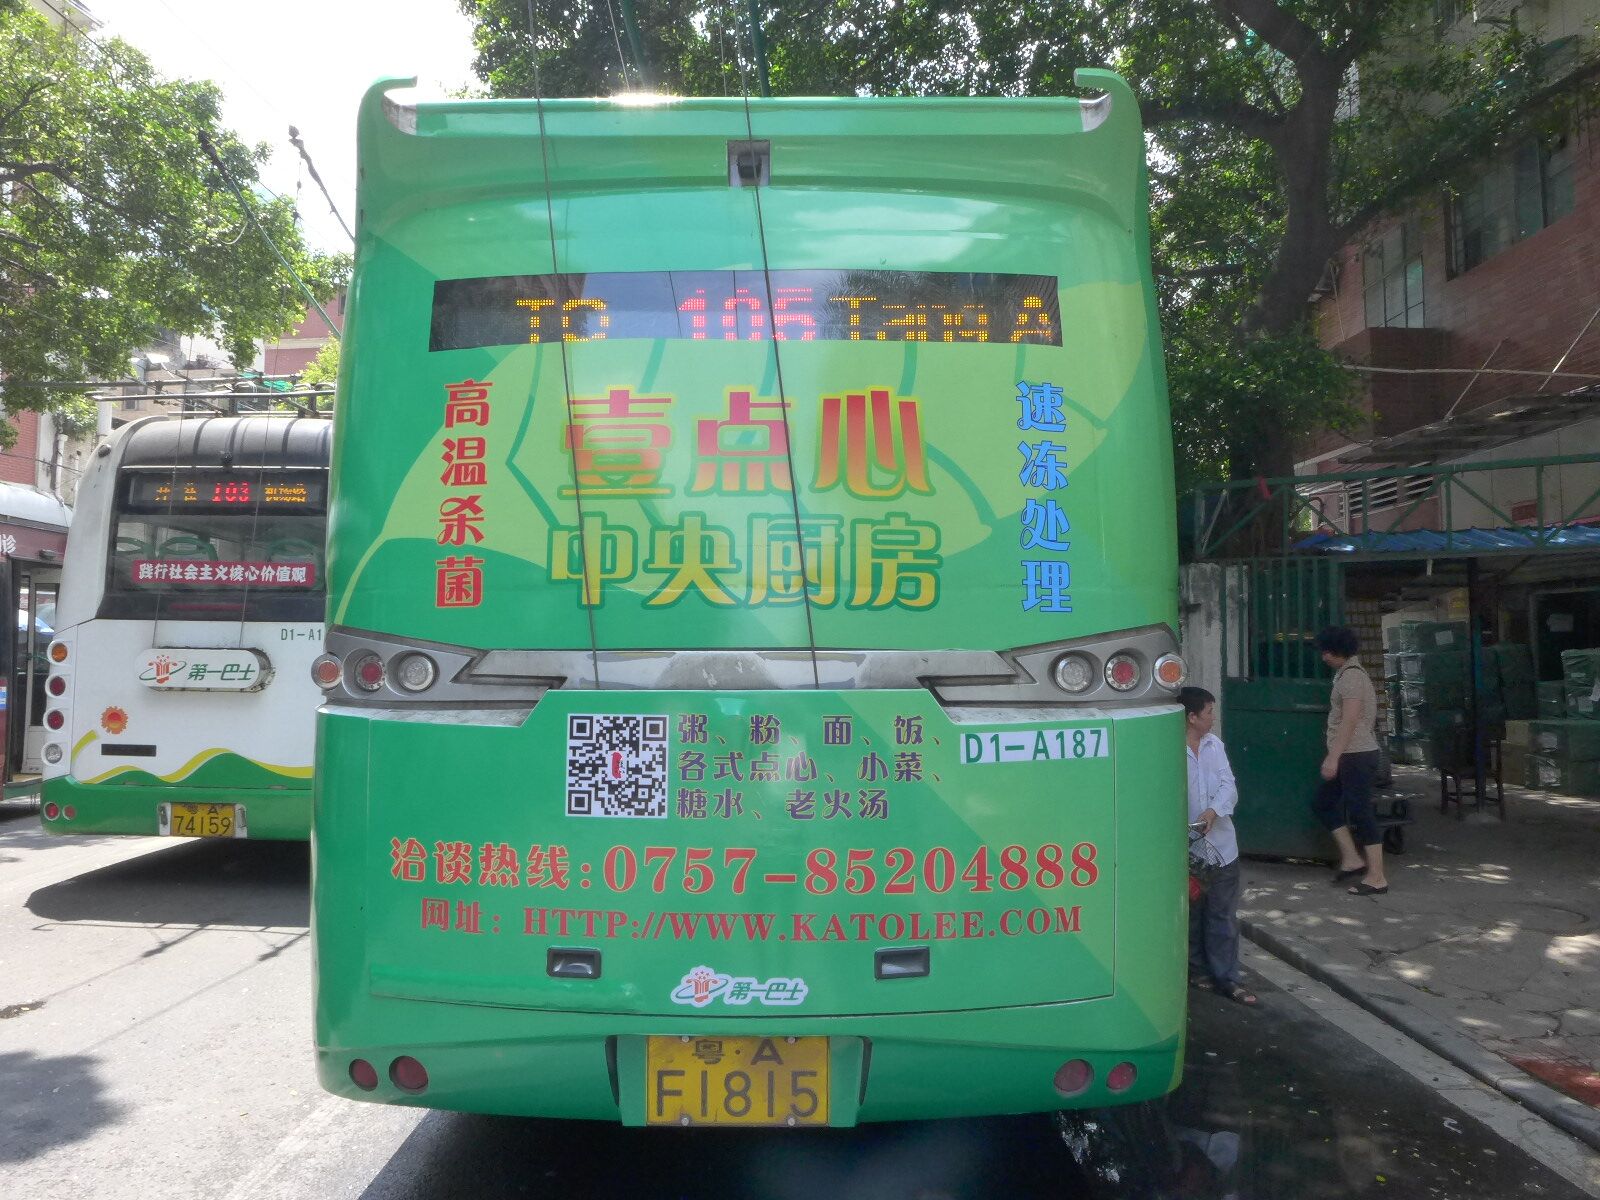 TO 105 Tang A
高温杀菌
壹点心
中央厨房
速冻处理
103
践行社会主义核心价值观
D1-A1
第一巴士
粤A
74159
粥、粉、面、饭、
各式点心、小菜、
糖水、老火汤
D1-A187
洽谈热线:0757-85204888
网址:HTTP://WWW.KATOLEE.COM
第一巴士
粤·A
F1815